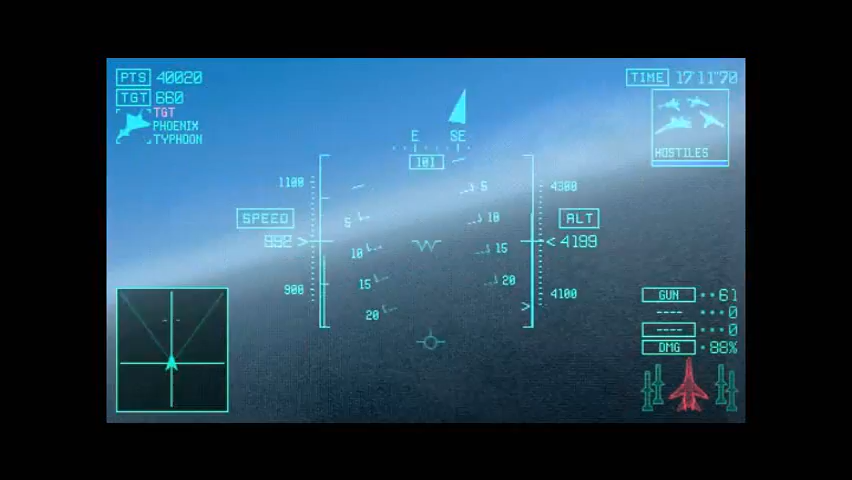 PTS 40020
TGT 660
TGT
PHOENIX
TYPHOON
TIME 17'11"70
HOSTILES
E SE
101
1100
SPEED
892
900
4300
ALT
4199
4100
5 5
10 10
15 15
20 20
GUN 61
---- 0
---- 0
DMG 88%